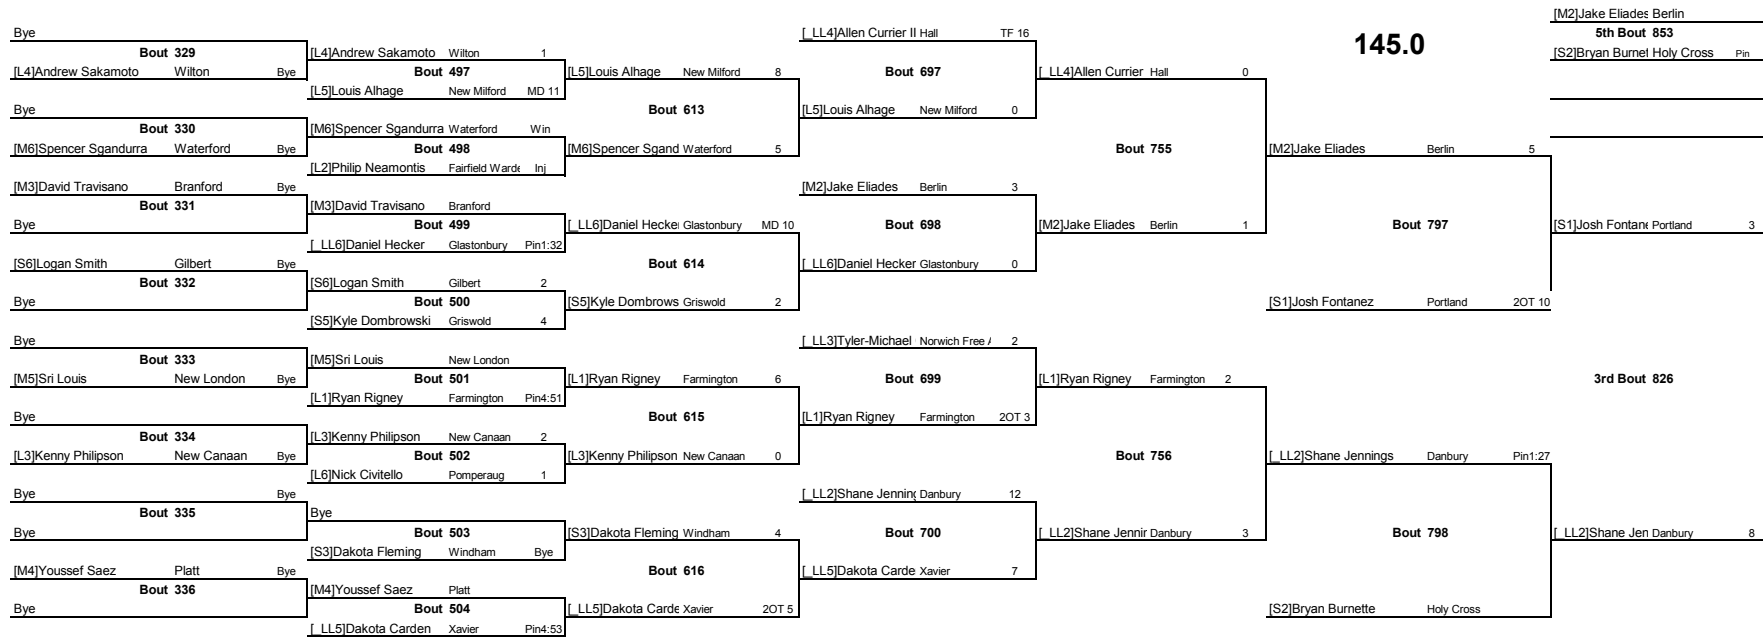 145.0
Bye
Bout 329
[L4]Andrew Sakamoto Wilton Bye
Bye
Bout 330
[M6]Spencer Sgandurra Waterford Bye
[M3]David Travisano Branford Bye
Bout 331
Bye
[S6]Logan Smith Gilbert Bye
Bout 332
Bye
Bye
Bout 333
[M5]Sri Louis New London Bye
Bye
Bout 334
[L3]Kenny Philipson New Canaan Bye
Bye Bye
Bout 335
Bye
[M4]Youssef Saez Platt Bye
Bout 336
Bye
[L4]Andrew Sakamoto Wilton 1
Bout 497
[L5]Louis Alhage New Milford MD 11
[M6]Spencer Sgandurra Waterford Win
Bout 498
[L2]Philip Neamontis Fairfield Warde Inj
[M3]David Travisano Branford
Bout 499
[_LL6]Daniel Hecker Glastonbury Pin1:32
[S6]Logan Smith Gilbert 2
Bout 500
[S5]Kyle Dombrowski Griswold 4
[M5]Sri Louis New London
Bout 501
[L1]Ryan Rigney Farmington Pin4:51
[L3]Kenny Philipson New Canaan 2
Bout 502
[L6]Nick Civitello Pomperaug 1
Bye
Bout 503
[S3]Dakota Fleming Windham Bye
[M4]Youssef Saez Platt
Bout 504
[_LL5]Dakota Carden Xavier Pin4:53
[L5]Louis Alhage New Milford 8
Bout 613
[M6]Spencer Sgand Waterford 5
[_LL6]Daniel Hecke Glastonbury MD 10
Bout 614
[S5]Kyle Dombrows Griswold 2
[L1]Ryan Rigney Farmington 6
Bout 615
[L3]Kenny Philipson New Canaan 0
[S3]Dakota Fleming Windham 4
Bout 616
[_LL5]Dakota Carde Xavier 2OT 5
[_LL4]Allen Currier II Hall TF 16
Bout 697
[L5]Louis Alhage New Milford 0
[M2]Jake Eliades Berlin 3
Bout 698
[_LL6]Daniel Hecker Glastonbury 0
[_LL3]Tyler-Michael Norwich Free 2
Bout 699
[L1]Ryan Rigney Farmington 2OT 3
[_LL2]Shane Jennin Danbury 12
Bout 700
[_LL5]Dakota Carde Xavier 7
[_LL4]Allen Currier Hall 0
Bout 755
[M2]Jake Eliades Berlin 1
[L1]Ryan Rigney Farmington 2
Bout 756
[_LL2]Shane Jennir Danbury 3
[M2]Jake Eliades Berlin 5
Bout 797
[S1]Josh Fontanez Portland 2OT 10
[_LL2]Shane Jennings Danbury Pin1:27
Bout 798
[S2]Bryan Burnette Holy Cross
[S1]Josh Fontane Portland 3
3rd Bout 826
[_LL2]Shane Jen Danbury 8
[M2]Jake Eliades Berlin
5th Bout 853
[S2]Bryan Burnet Holy Cross Pin